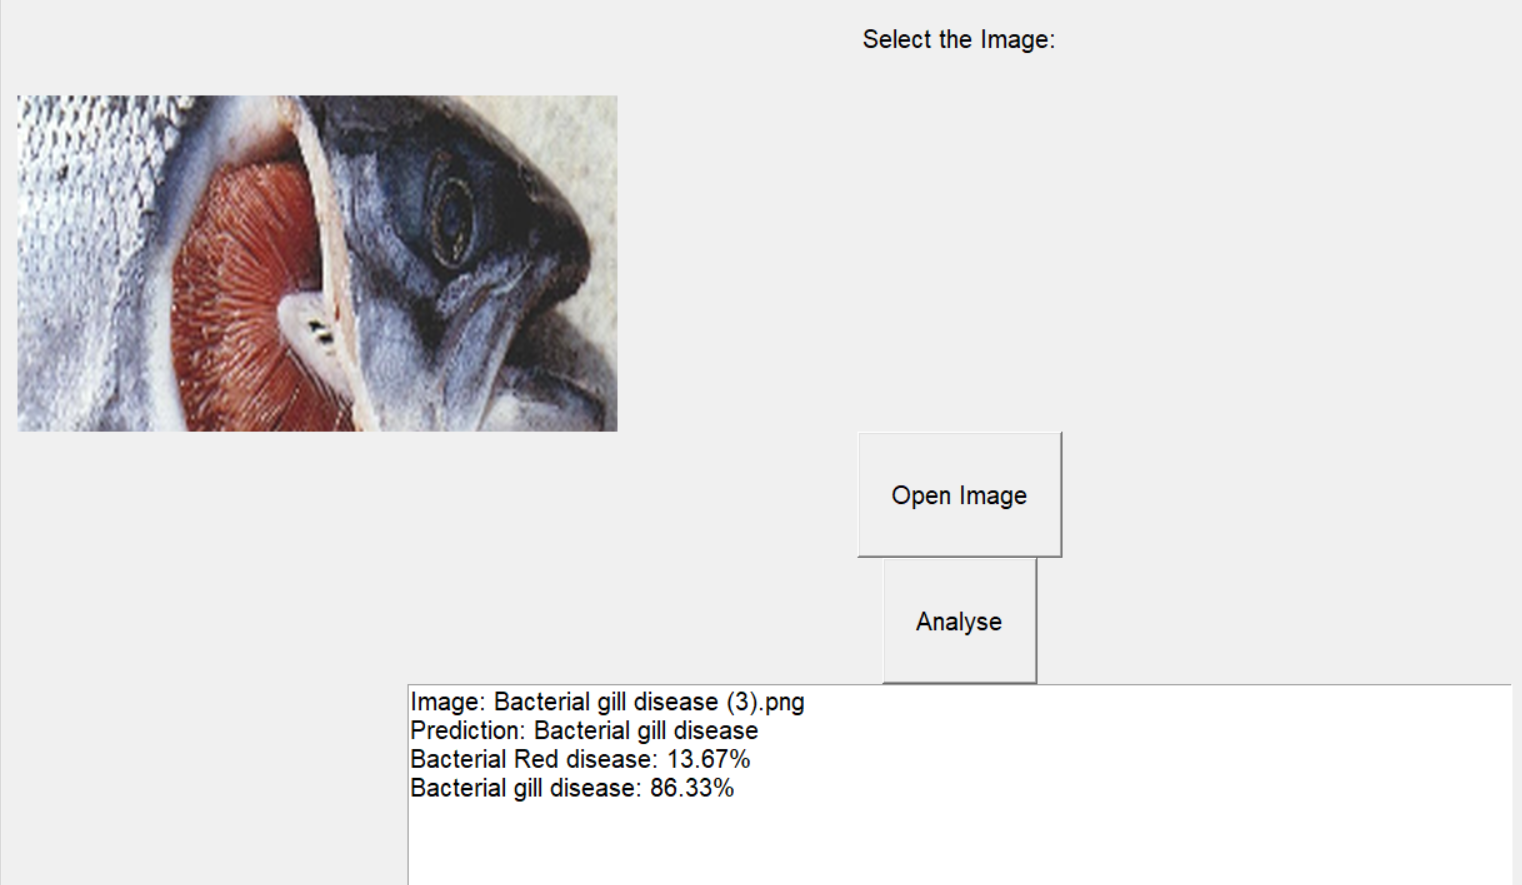 Select the Image:
Open Image
Analyse
Image: Bacterial gill disease (3).png
Prediction: Bacterial gill disease
Bacterial Red disease: 13.67%
Bacterial gill disease: 86.33%